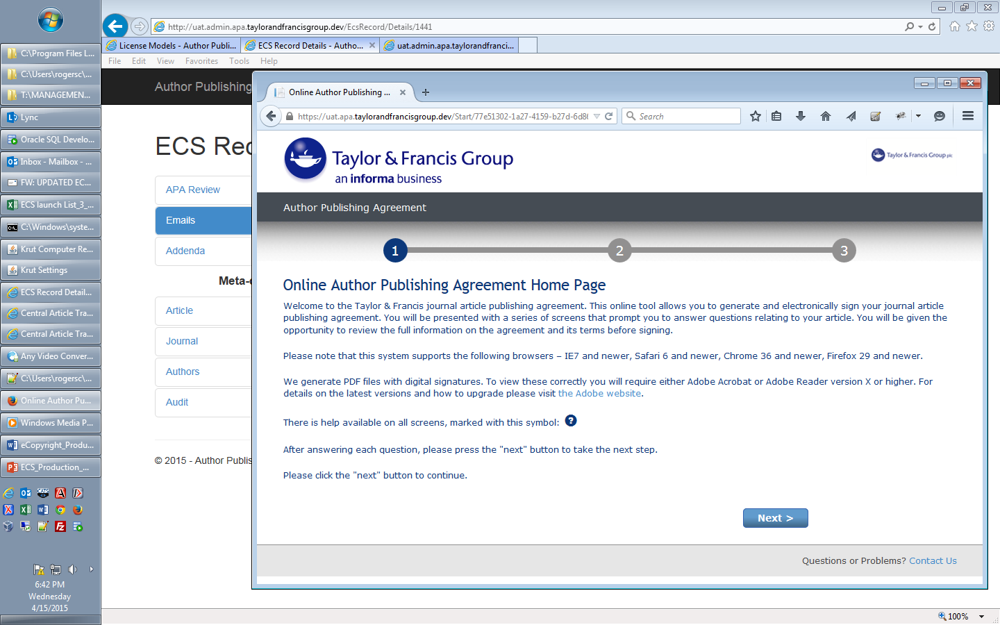 C:\Program Files L...
C:\Users\rogersc\...
T:\MANAGEMEN...
Lync
Oracle SQL Develo...
Inbox - Mailbox - ...
FW: UPDATED EC...
ECS launch List_3_...
C:\Windows\syste...
Krut Computer Re...
Krut Settings
ECS Record Detail...
Central Article Tra...
Central Article Tra...
Any Video Conver...
C:\Users\rogersc\...
Online Author Pu...
Windows Media P...
eCopyright_Produ...
ECS_Production_...
6:42 PM
Wednesday
4/15/2015
http://uat.admin.apa.taylorandfrancisgroup.dev/EcsRecord/Details/1441
License Models - Author Publi...
ECS Record Details - Autho...
uat.admin.apa.taylorandfranci...
File Edit View Favorites Tools Help
Author Publishing
ECS Rec
APA Review
Emails
Addenda
Meta-
Article
Journal
Authors
Audit
© 2015 - Author Publis
Online Author Publishing ...
https://uat.apa.taylorandfrancisgroup.dev/Start/77e51302-1a27-4159-b27d-6d86
Search
Taylor & Francis Group
an informa business
Taylor & Francis Group plc
Author Publishing Agreement
1 2 3
Online Author Publishing Agreement Home Page
Welcome to the Taylor & Francis journal article publishing agreement. This online tool allows you to generate and electronically sign your journal article
publishing agreement. You will be presented with a series of screens that prompt you to answer questions relating to your article. You will be given the
opportunity to review the full information on the agreement and its terms before signing.
Please note that this system supports the following browsers – IE7 and newer, Safari 6 and newer, Chrome 36 and newer, Firefox 29 and newer.
We generate PDF files with digital signatures. To view these correctly you will require either Adobe Acrobat or Adobe Reader version X or higher. For
details on the latest versions and how to upgrade please visit the Adobe website.
There is help available on all screens, marked with this symbol: ?
After answering each question, please press the "next" button to take the next step.
Please click the "next" button to continue.
Next >
Questions or Problems? Contact Us
100%